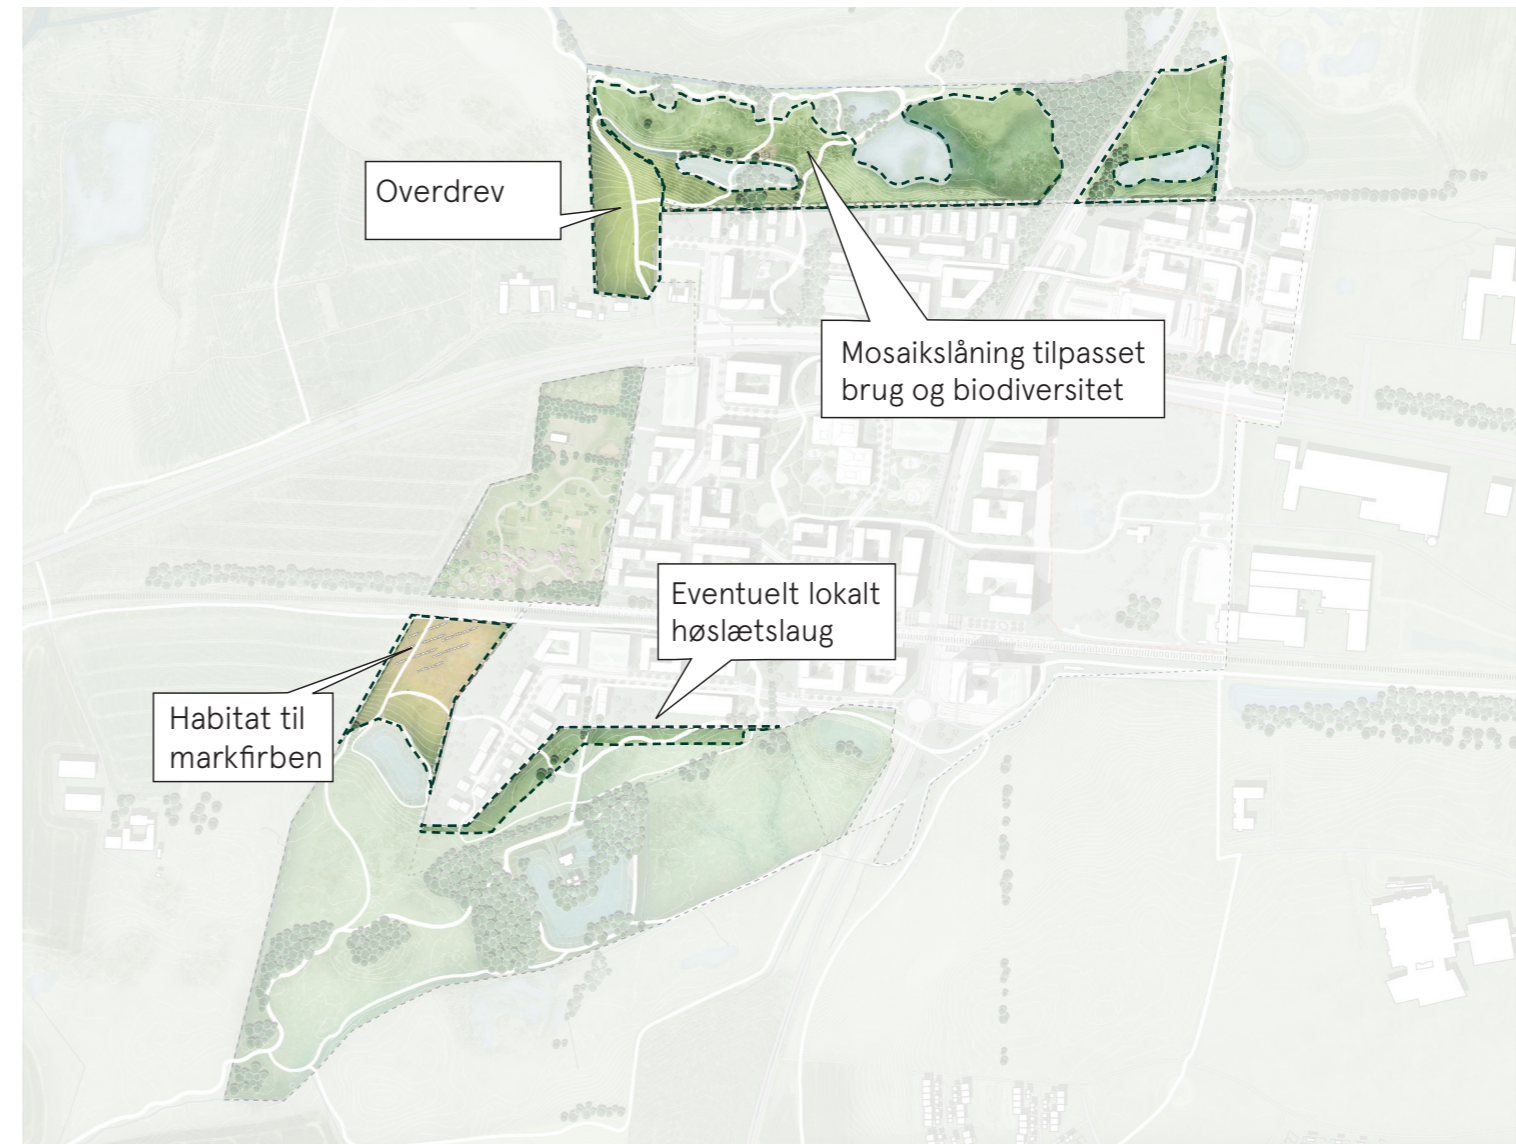 Overdrev
Mosaikslåning tilpasset
brug og biodiversitet
Eventuelt lokalt
høslætslaug
Habitat til
markfirben